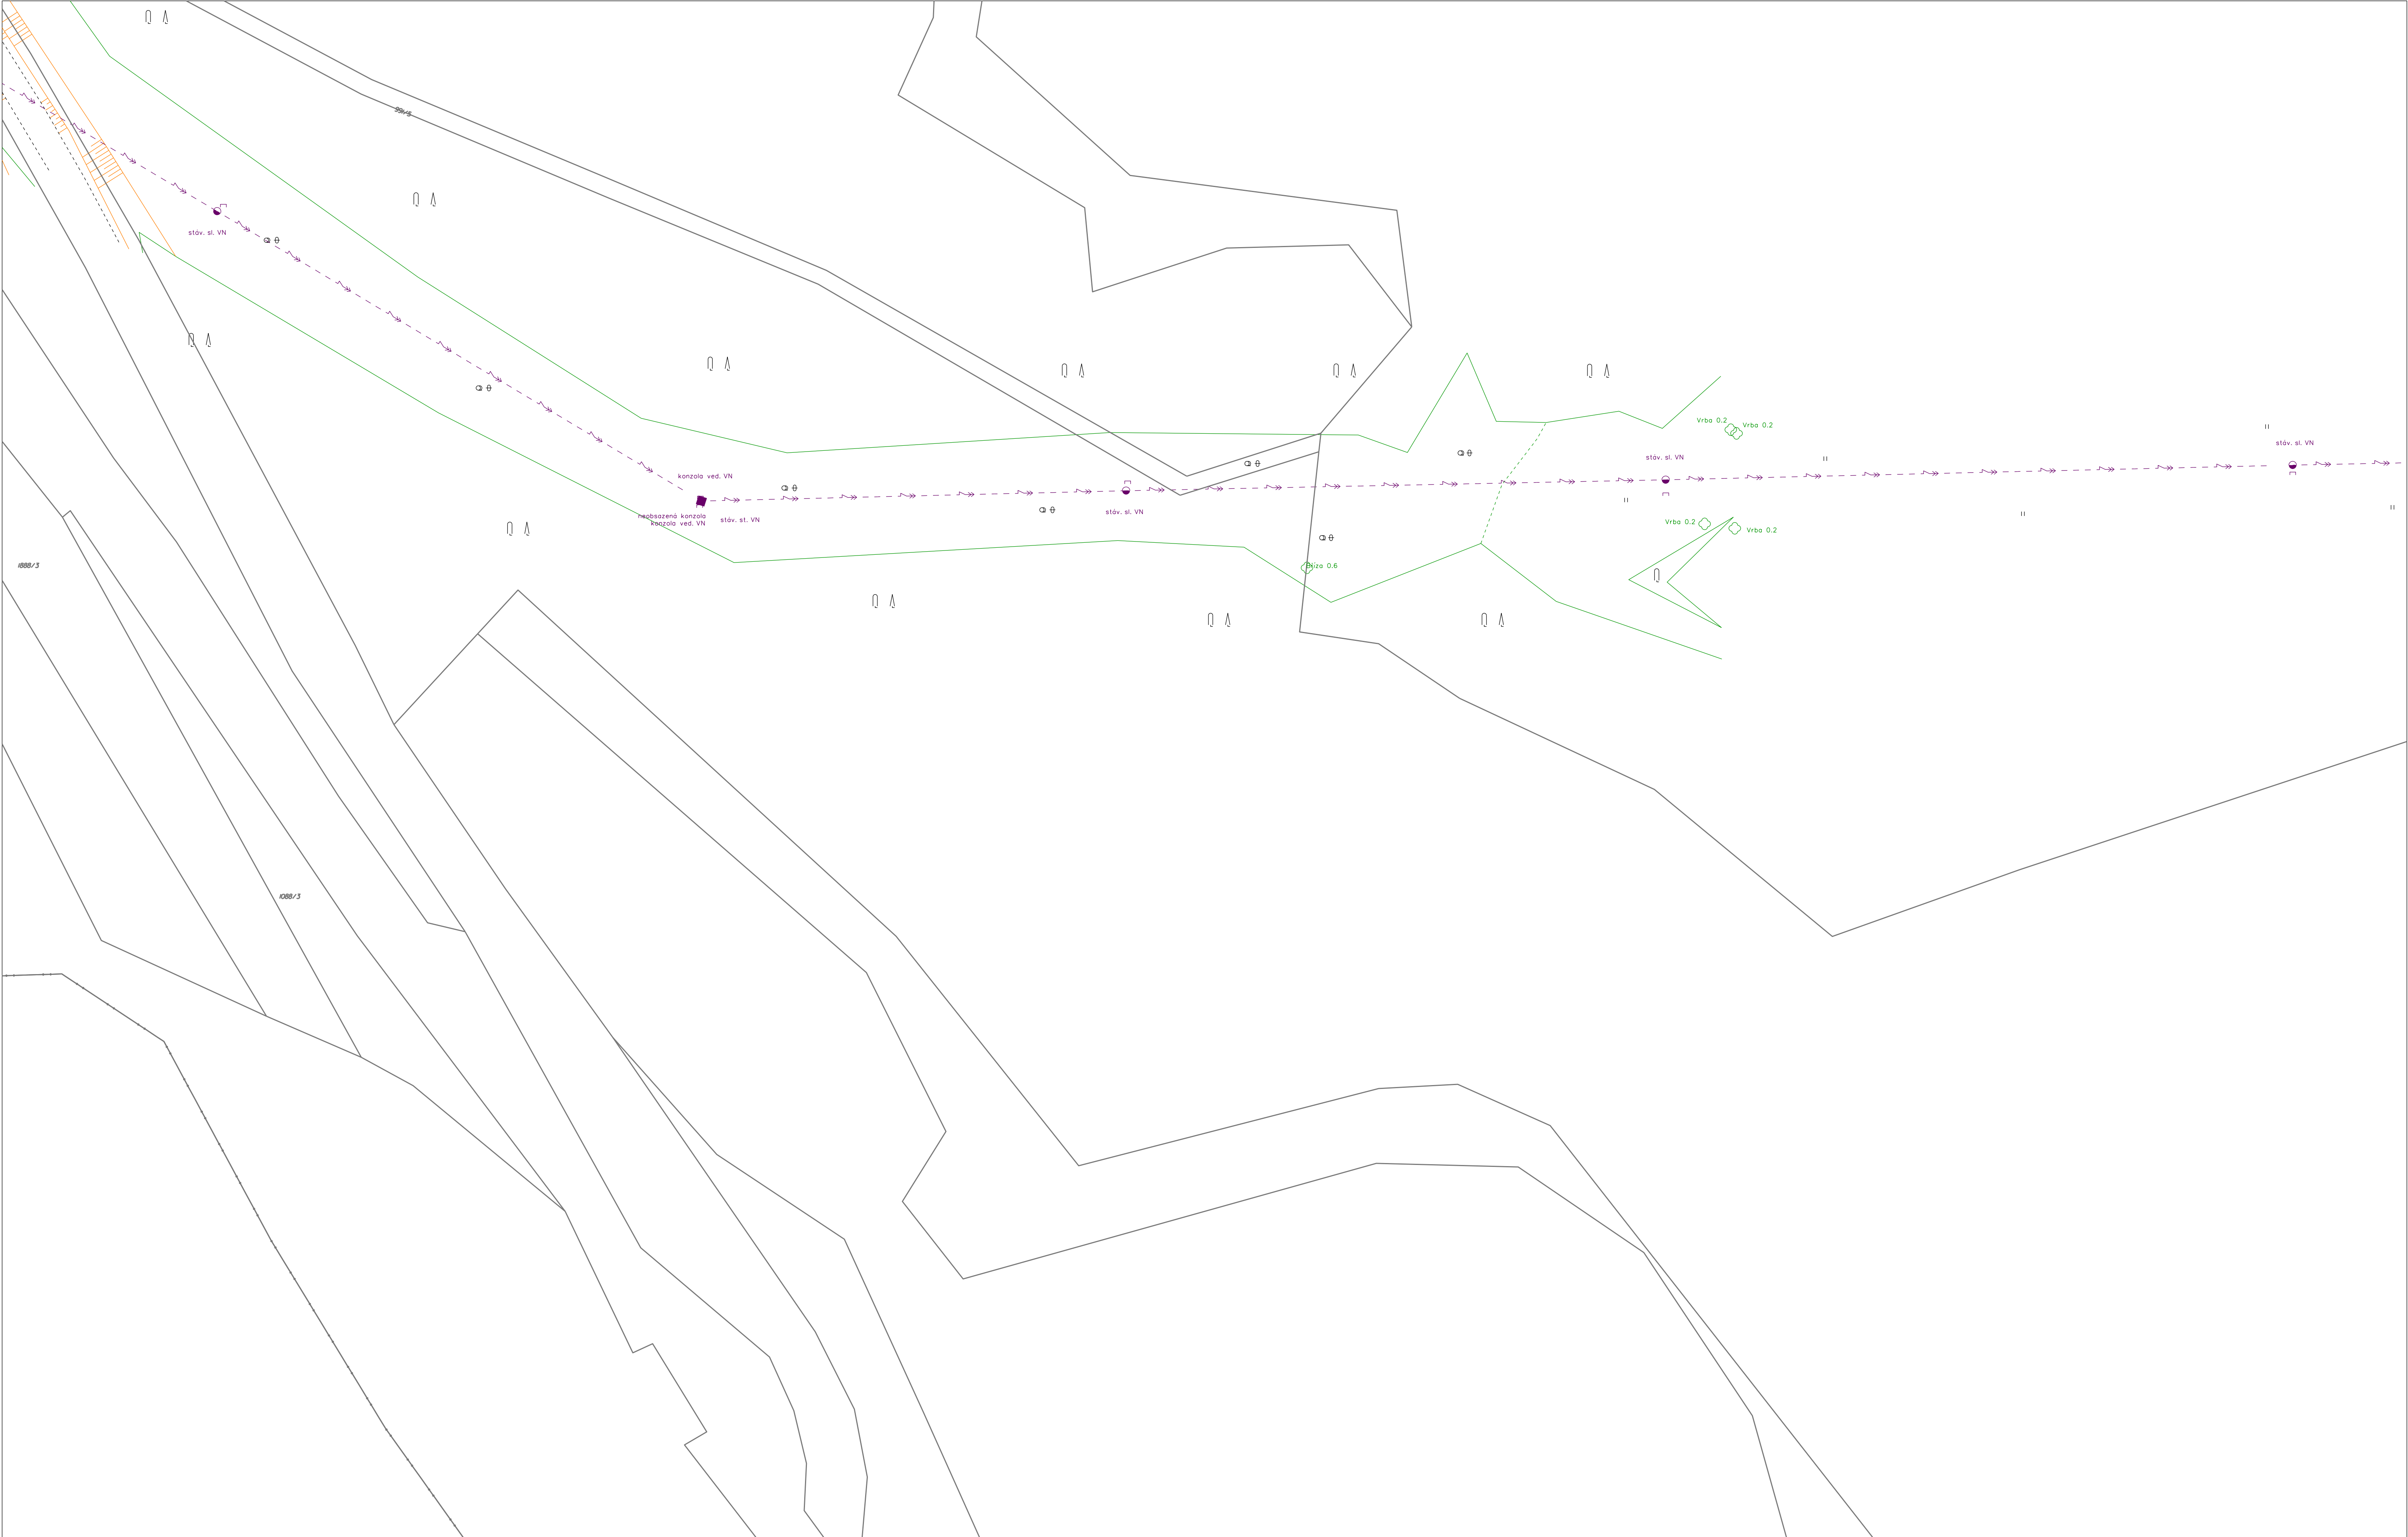 stáv. sl. VN
Vrba 0.2
Vrba 0.2
stáv. sl. VN
stáv. sl. VN
konzola ved. VN
neobsazená konzola
konzola ved. VN
stáv. st. VN
stáv. sl. VN
Vrba 0.2
Vrba 0.2
Bříza 0.6
1888/3
1088/3